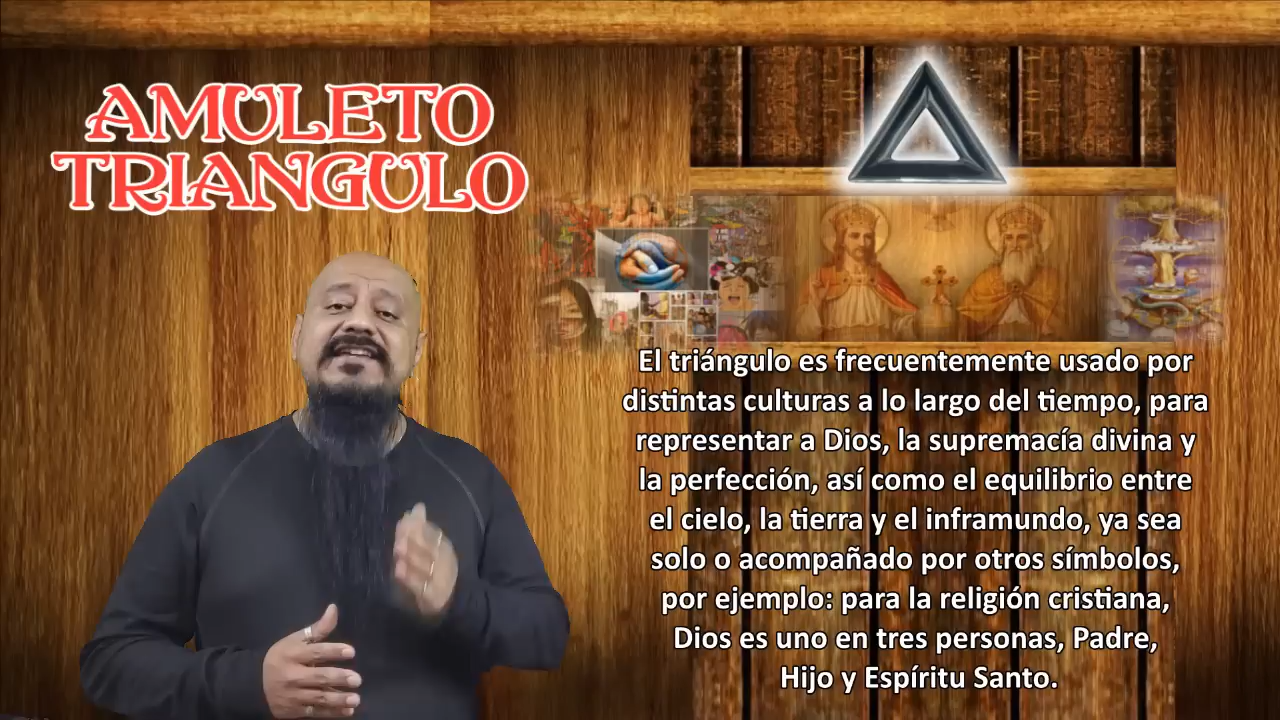 AMULETO
TRIANGULO
El triángulo es frecuentemente usado por
distintas culturas a lo largo del tiempo, para
representar a Dios, la supremacía divina y
la perfección, así como el equilibrio entre
el cielo, la tierra y el inframundo, ya sea
solo o acompañado por otros símbolos,
por ejemplo: para la religión cristiana,
Dios es uno en tres personas, Padre,
Hijo y Espíritu Santo.